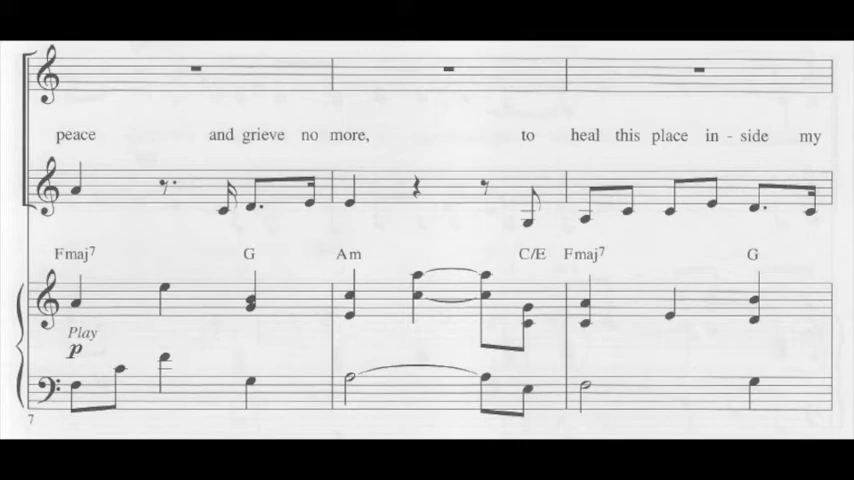 peace and grieve no more, to heal this place in - side my
Fmaj7 G Am C/E Fmaj7 G
Play
p
7